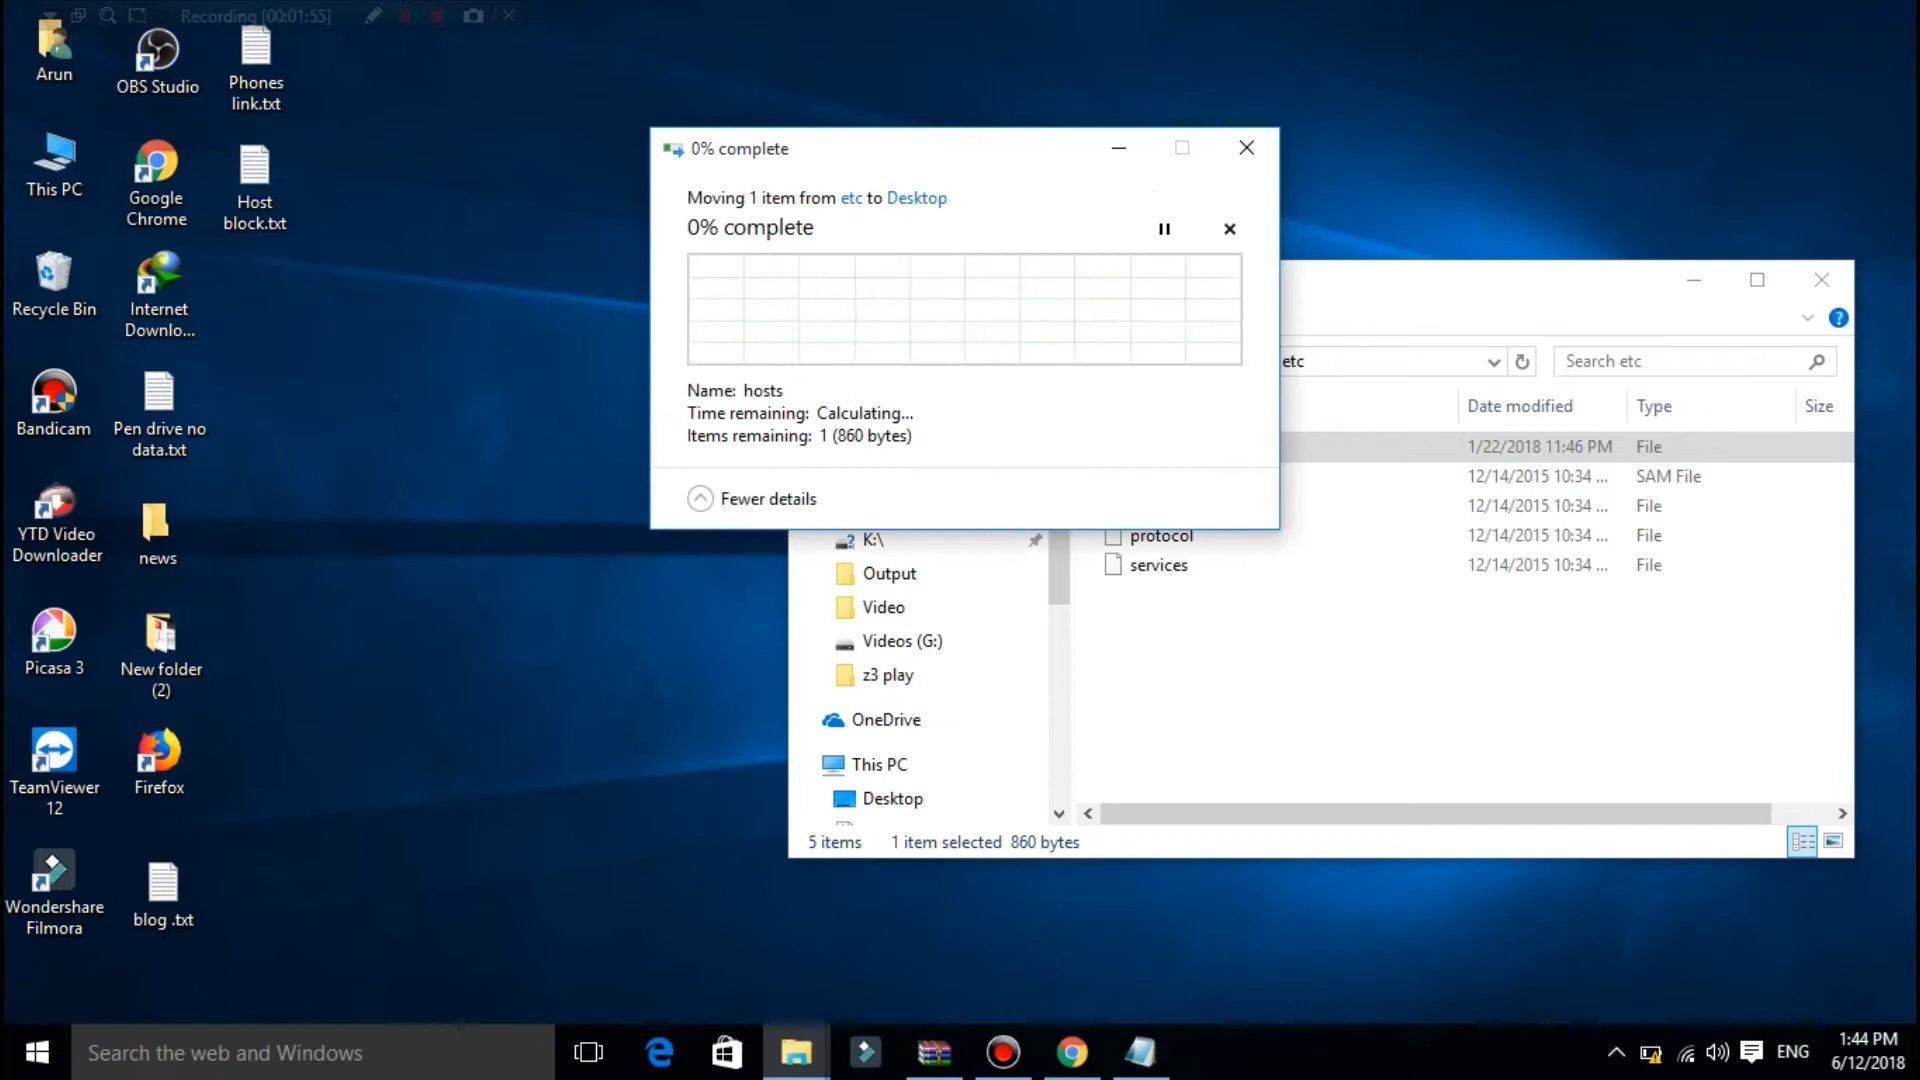 Recording [00:01:55]
Arun
OBS Studio
Phones
link.txt
This PC
Google
Chrome
Host
block.txt
Recycle Bin
Internet
Downlo...
Bandicam
Pen drive no
data.txt
YTD Video
Downloader
news
Picasa 3
New folder
(2)
TeamViewer
12
Firefox
Wondershare
Filmora
blog .txt
0% complete
Moving 1 item from etc to Desktop
0% complete
Name: hosts
Time remaining: Calculating...
Items remaining: 1 (860 bytes)
Fewer details
etc
Search etc
Date modified
Type
Size
1/22/2018 11:46 PM File
12/14/2015 10:34 ... SAM File
12/14/2015 10:34 ... File
protocol 12/14/2015 10:34 ... File
services 12/14/2015 10:34 ... File
K:\
Output
Video
Videos (G:)
z3 play
OneDrive
This PC
Desktop
5 items 1 item selected 860 bytes
Search the web and Windows
ENG
1:44 PM
6/12/2018